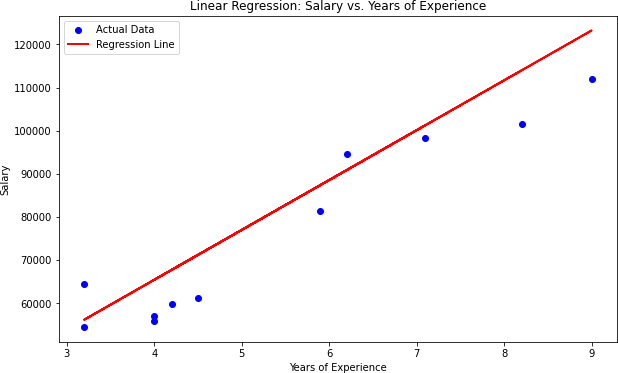 Linear Regression: Salary vs. Years of Experience
Actual Data
Regression Line
120000
110000
100000
90000
80000
70000
60000
Salary
3
4
5
6
7
8
9
Years of Experience